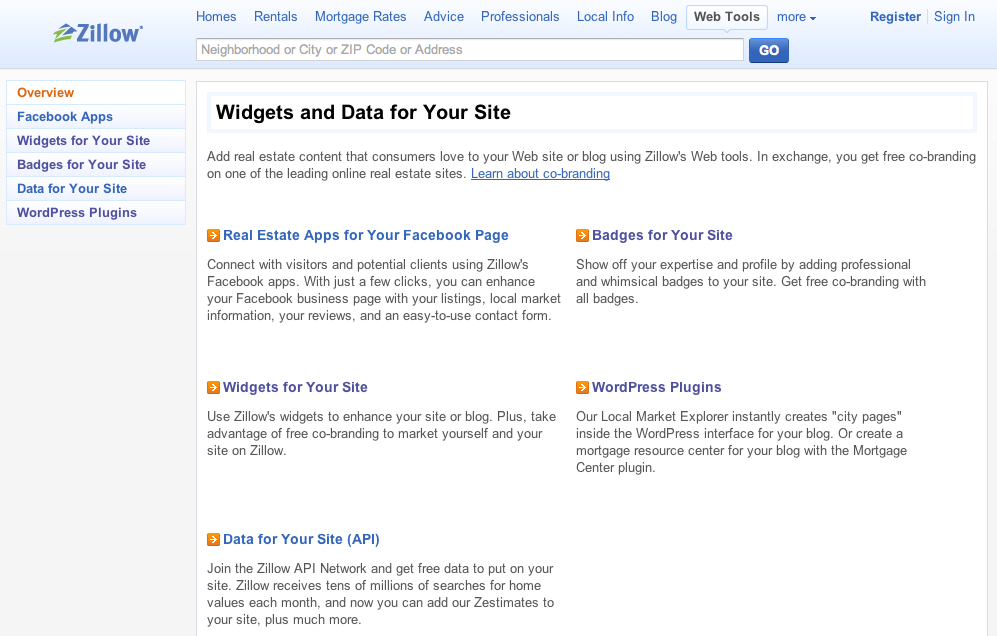 Zillow®
Homes Rentals Mortgage Rates Advice Professionals Local Info Blog Web Tools more Register Sign In
Neighborhood or City or ZIP Code or Address GO
Overview
Facebook Apps
Widgets for Your Site
Badges for Your Site
Data for Your Site
WordPress Plugins
Widgets and Data for Your Site
Add real estate content that consumers love to your Web site or blog using Zillow's Web tools. In exchange, you get free co-branding
on one of the leading online real estate sites. Learn about co-branding
Real Estate Apps for Your Facebook Page
Connect with visitors and potential clients using Zillow's
Facebook apps. With just a few clicks, you can enhance
your Facebook business page with your listings, local market
information, your reviews, and an easy-to-use contact form.
Badges for Your Site
Show off your expertise and profile by adding professional
and whimsical badges to your site. Get free co-branding with
all badges.
Widgets for Your Site
Use Zillow's widgets to enhance your site or blog. Plus, take
advantage of free co-branding to market yourself and your
site on Zillow.
WordPress Plugins
Our Local Market Explorer instantly creates "city pages"
inside the WordPress interface for your blog. Or create a
mortgage resource center for your blog with the Mortgage
Center plugin.
Data for Your Site (API)
Join the Zillow API Network and get free data to put on your
site. Zillow receives tens of millions of searches for home
values each month, and now you can add our Zestimates to
your site, plus much more.